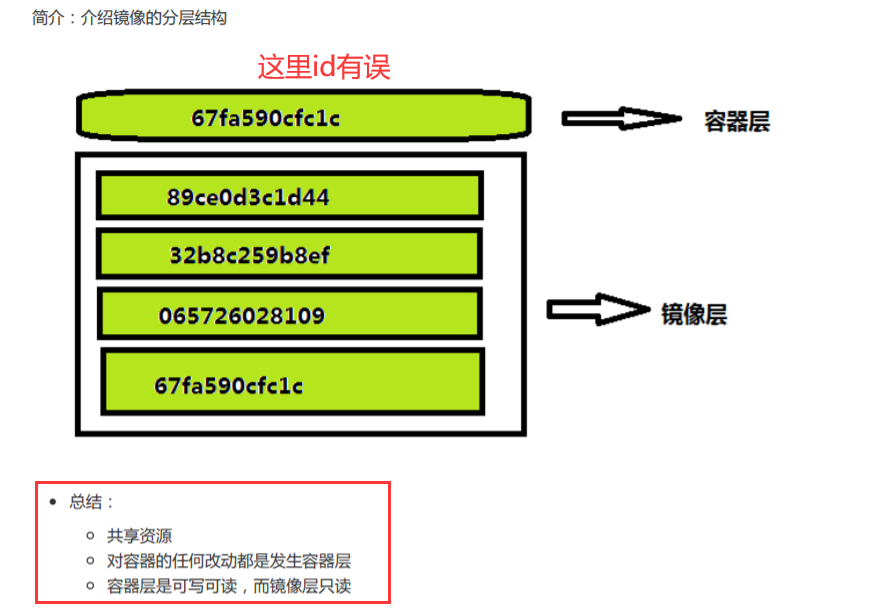 简介：介绍镜像的分层结构
这里id有误
67fa590cfc1c
容器层
89ce0d3c1d44
32b8c259b8ef
065726028109
镜像层
67fa590cfc1c
总结：
共享资源
对容器的任何改动都是发生容器层
容器层是可写可读，而镜像层只读